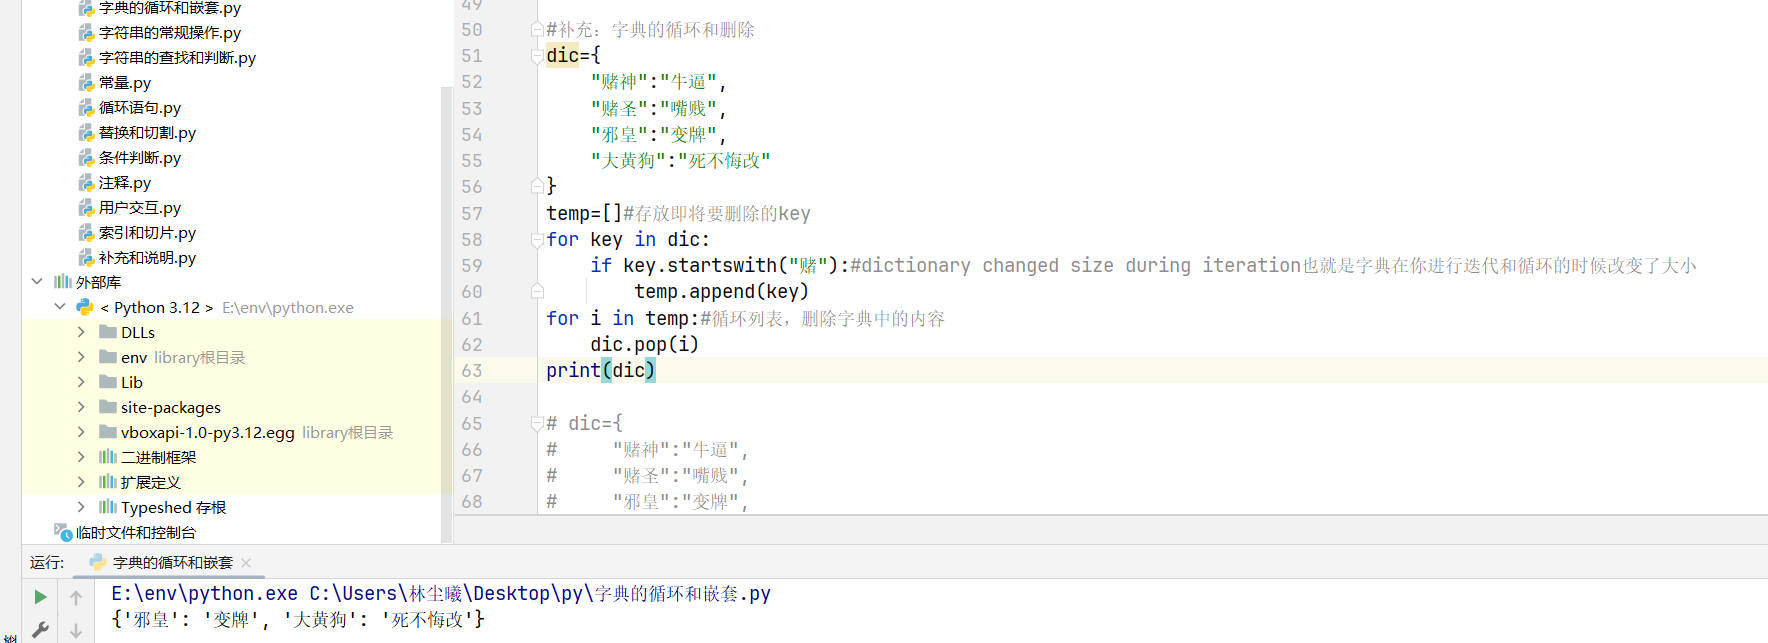 字典的循环和嵌套.py
字符串的常规操作.py
字符串的查找和判断.py
常量.py
循环语句.py
替换和切割.py
条件判断.py
注释.py
用户交互.py
索引和切片.py
补充和说明.py
外部库
< Python 3.12 > E:\env\python.exe
DLLs
env library根目录
Lib
site-packages
vboxapi-1.0-py3.12.egg library根目录
二进制框架
扩展定义
Typeshed 存根
临时文件和控制台
49
50 #补充: 字典的循环和删除
51 dic={
52 "赌神":"牛逼",
53 "赌圣":"嘴贱",
54 "邪皇":"变牌",
55 "大黄狗":"死不悔改"
56 }
57 temp=[]#存放即将要删除的key
58 for key in dic:
59 if key.startswith("赌"):#dictionary changed size during iteration也就是字典在你进行迭代和循环的时候改变了大小
60 temp.append(key)
61 for i in temp:#循环列表，删除字典中的内容
62 dic.pop(i)
63 print(dic)
64
65 # dic={
66 # "赌神":"牛逼",
67 # "赌圣":"嘴贱",
68 # "邪皇":"变牌",
运行: 字典的循环和嵌套
E:\env\python.exe C:\Users\林尘曦\Desktop\py\字典的循环和嵌套.py
{'邪皇': '变牌', '大黄狗': '死不悔改'}